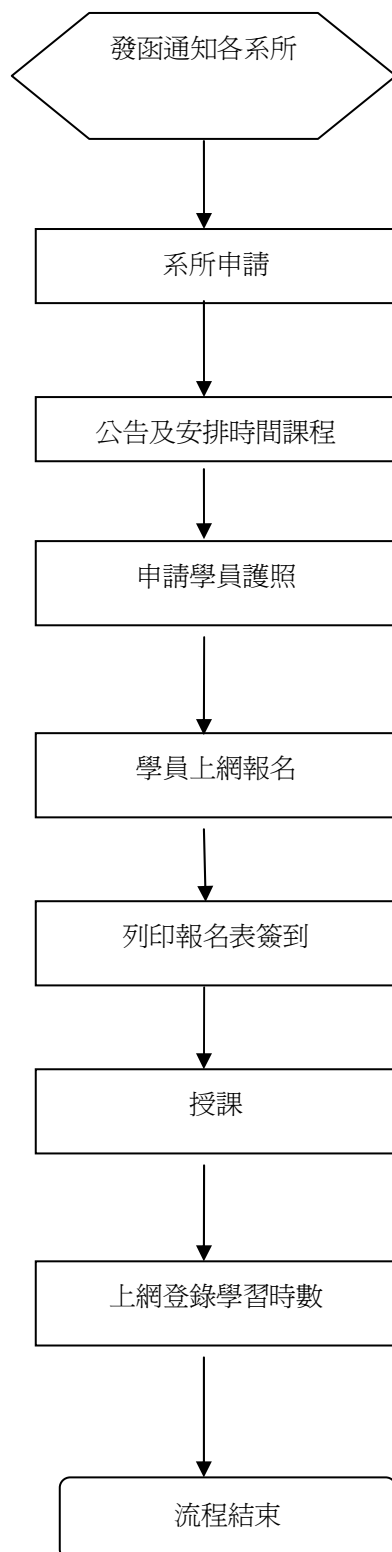 發函通知各系所
系所申請
公告及安排時間課程
申請學員護照
學員上網報名
列印報名表簽到
授課
上網登錄學習時數
流程結束